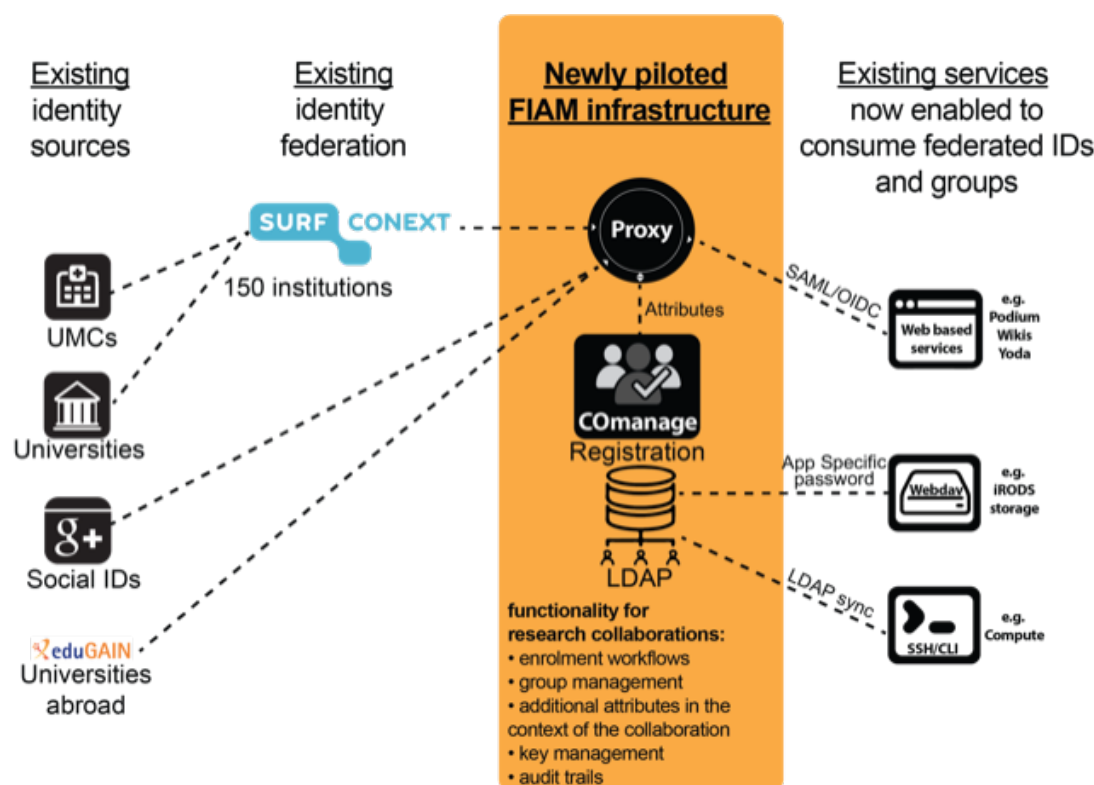 Existing
identity
sources
Existing
identity
federation
Newly piloted
FIAM infrastructure
Existing services
now enabled to
consume federated IDs
and groups
SURF CONEXT
150 institutions
UMCs
Universities
g+
Social IDs
eduGAIN
Universities
abroad
Proxy
Attributes
COmanage
Registration
LDAP
functionality for
research collaborations:
• enrolment workflows
• group management
• additional attributes in the
context of the collaboration
• key management
• audit trails
SAML/OIDC
Web based
services
e.g.
Podium
Wikis
Yoda
App Specific
password
Webdav
e.g.
iRODS
storage
LDAP sync
SSH/CLI
e.g.
Compute